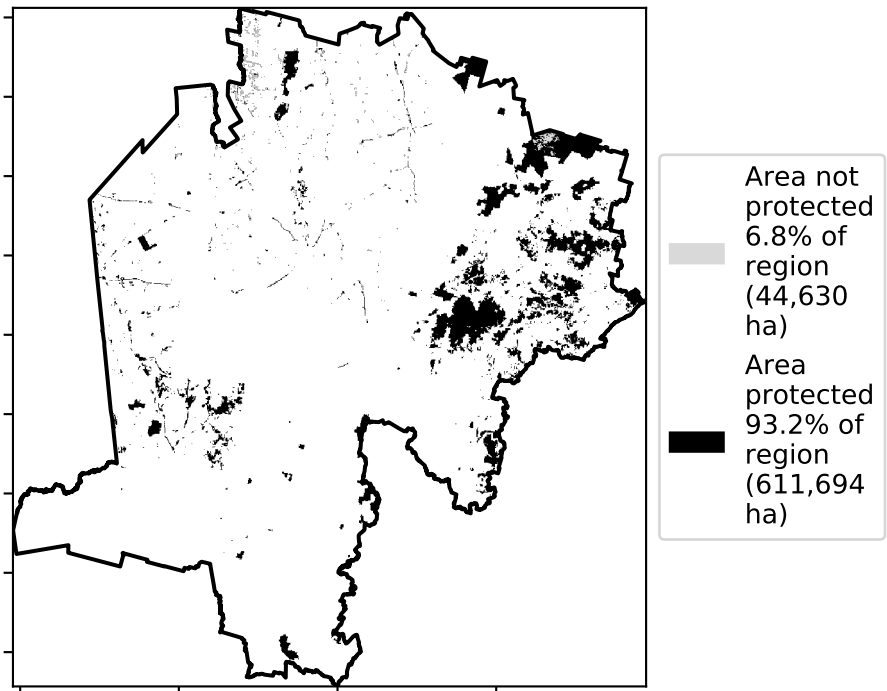 Area not
protected
6.8% of
region
(44,630
ha)
Area
protected
93.2% of
region
(611,694
ha)